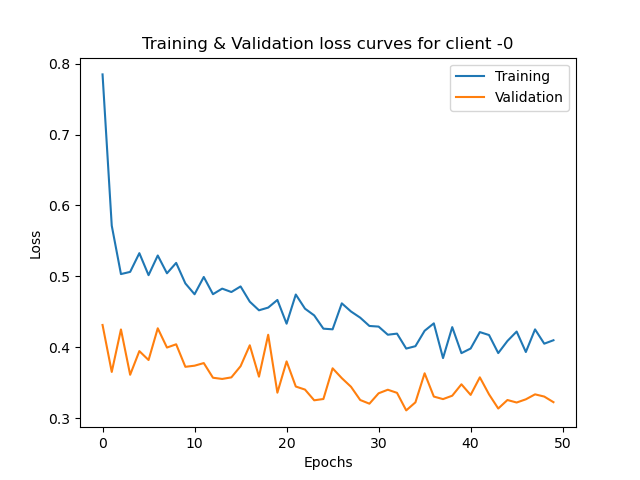 Training & Validation loss curves for client -0
Training
Validation
Loss
0.8
0.7
0.6
0.5
0.4
0.3
0 10 20 30 40 50
Epochs